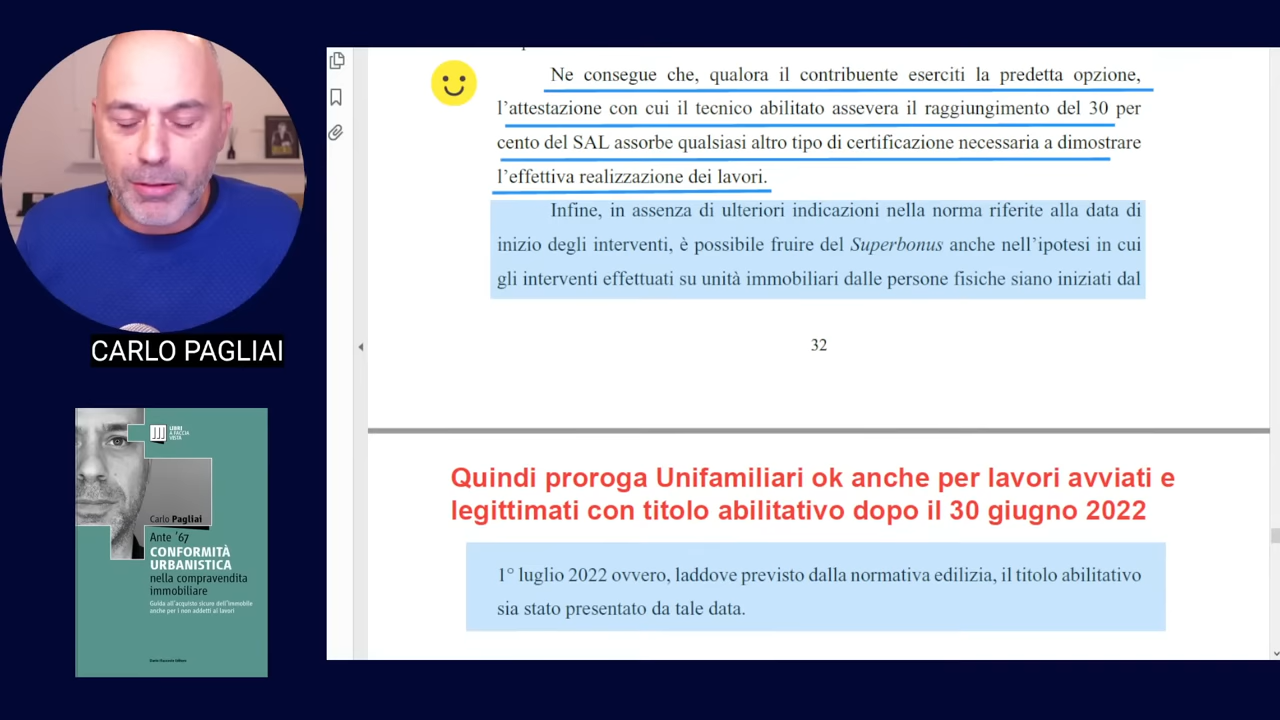 Ne consegue che, qualora il contribuente eserciti la predetta opzione,
l’attestazione con cui il tecnico abilitato assevera il raggiungimento del 30 per
cento del SAL assorbe qualsiasi altro tipo di certificazione necessaria a dimostrare
l’effettiva realizzazione dei lavori.
Infine, in assenza di ulteriori indicazioni nella norma riferite alla data di
inizio degli interventi, è possibile fruire del Superbonus anche nell’ipotesi in cui
gli interventi effettuati su unità immobiliari dalle persone fisiche siano iniziati dal
32
Quindi proroga Unifamiliari ok anche per lavori avviati e
legittimati con titolo abilitativo dopo il 30 giugno 2022
1° luglio 2022 ovvero, laddove previsto dalla normativa edilizia, il titolo abilitativo
sia stato presentato da tale data.
CARLO PAGLIAI
LIBRI
A FACCIA
VISTA
Carlo Pagliai
Ante ’67
CONFORMITÀ
URBANISTICA
nella compravendita
immobiliare
Guida all’acquisto sicuro dell’immobile
anche per i non addetti ai lavori